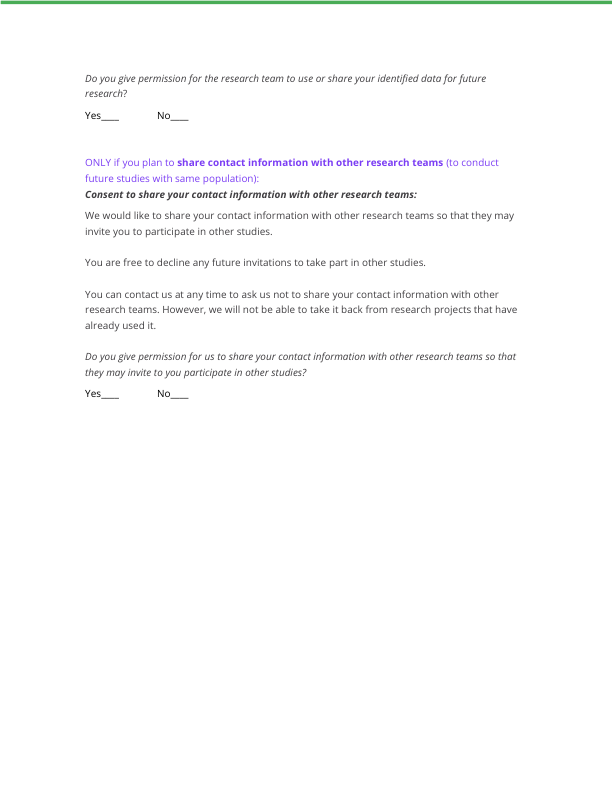 Do you give permission for the research team to use or share your identified data for future
research?
Yes____ No____
ONLY if you plan to share contact information with other research teams (to conduct
future studies with same population):
Consent to share your contact information with other research teams:
We would like to share your contact information with other research teams so that they may
invite you to participate in other studies.
You are free to decline any future invitations to take part in other studies.
You can contact us at any time to ask us not to share your contact information with other
research teams. However, we will not be able to take it back from research projects that have
already used it.
Do you give permission for us to share your contact information with other research teams so that
they may invite to you participate in other studies?
Yes____ No____